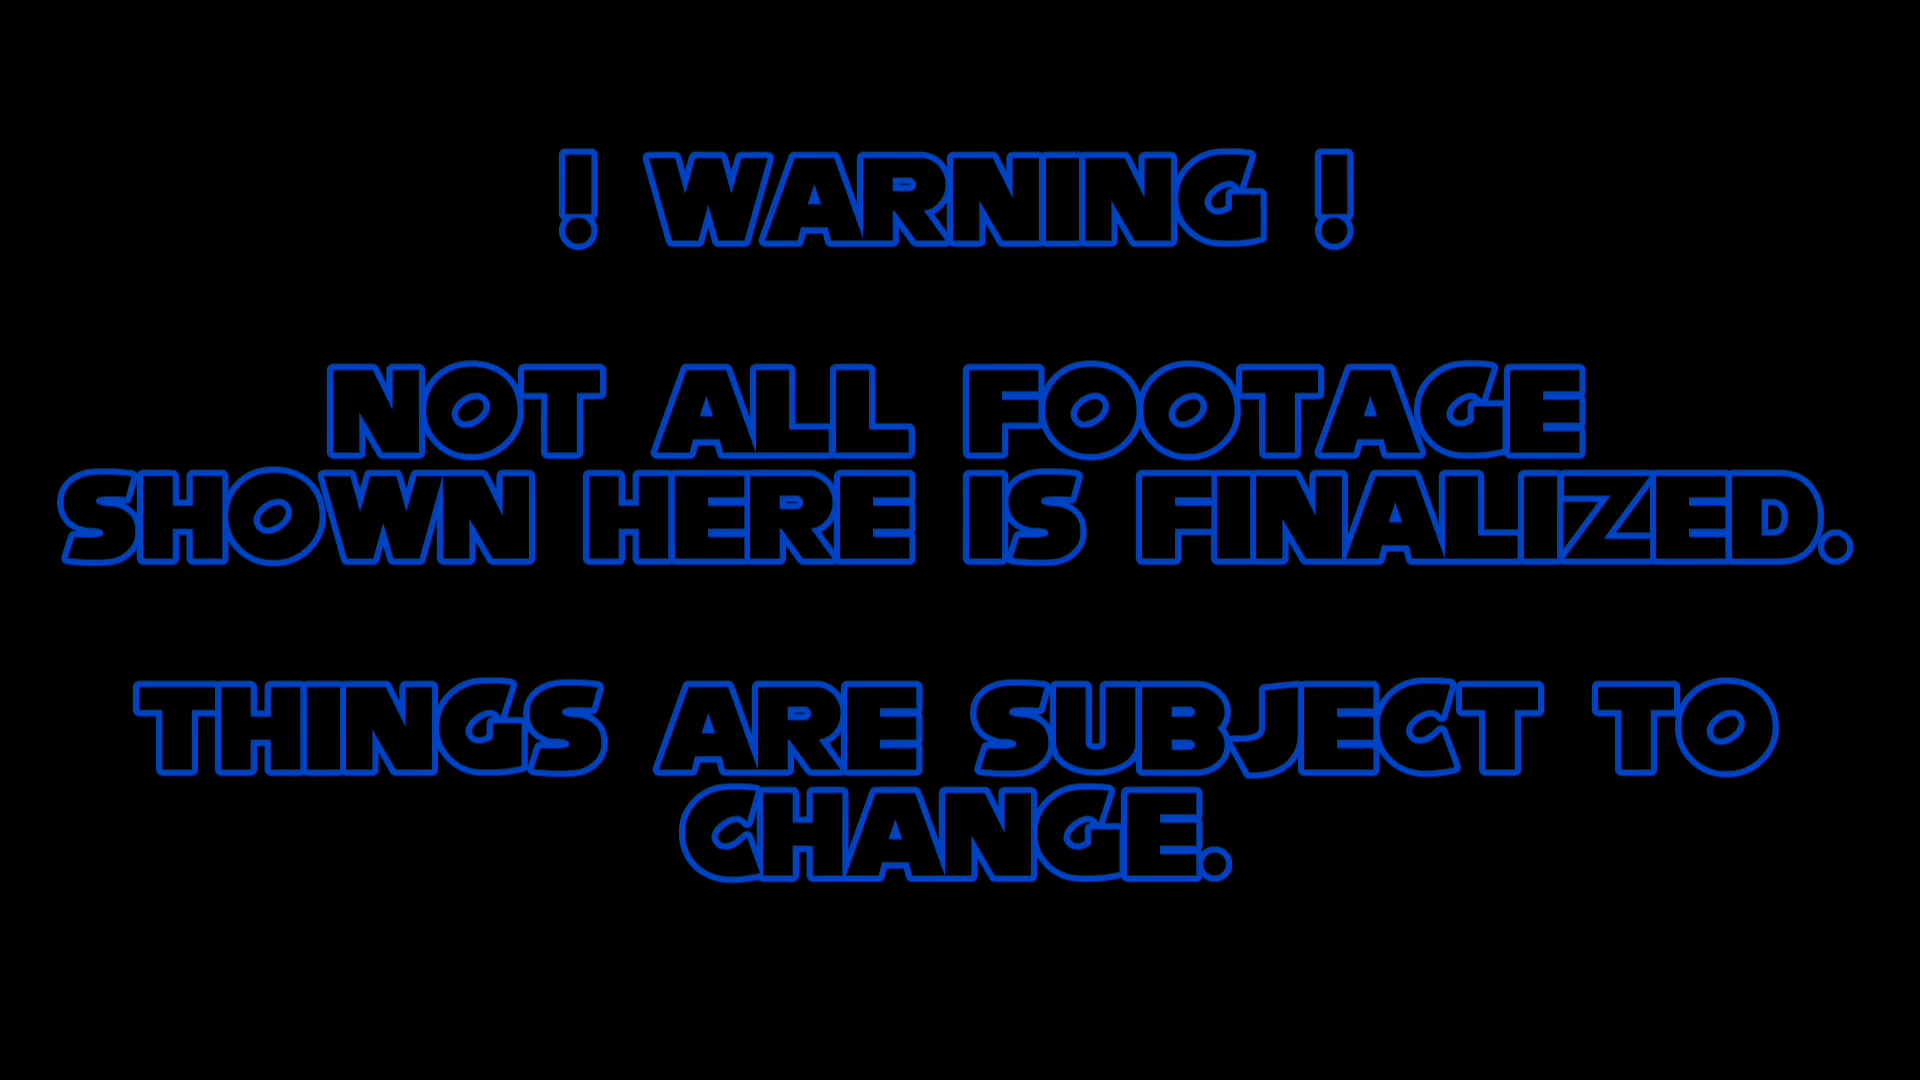 ! WARNING !
NOT ALL FOOTAGE
SHOWN HERE IS FINALIZED.
THINGS ARE SUBJECT TO
CHANGE.